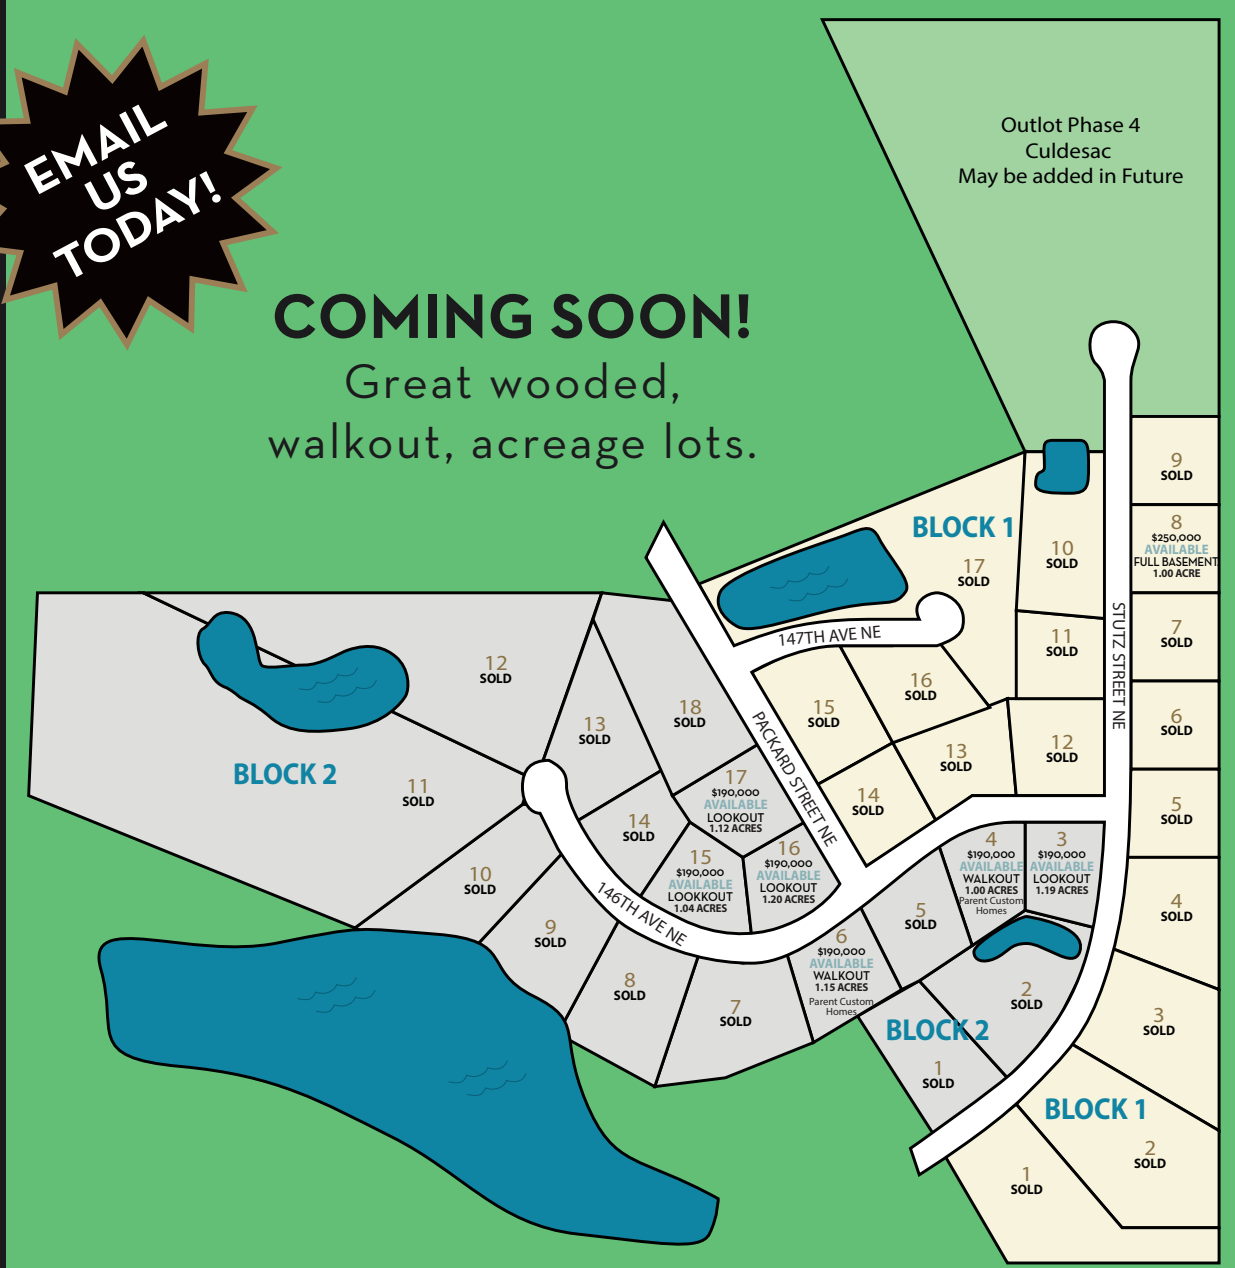 EMAIL
US
TODAY!
Outlot Phase 4
Culdesac
May be added in Future
COMING SOON!
Great wooded,
walkout, acreage lots.
9
SOLD
8
$250,000
AVAILABLE
FULL BASEMENT
1.00 ACRE
BLOCK 1
17
SOLD
10
SOLD
STUTZ STREET NE
147TH AVE NE
11
SOLD
7
SOLD
12
SOLD
16
SOLD
18
SOLD
15
SOLD
13
SOLD
PACKARD STREET NE
6
SOLD
12
SOLD
13
SOLD
BLOCK 2
11
SOLD
17
$190,000
AVAILABLE
LOOKOUT
1.12 ACRES
14
SOLD
5
SOLD
14
SOLD
16
$190,000
AVAILABLE
LOOKOUT
1.20 ACRES
15
$190,000
AVAILABLE
LOOKKOUT
1.04 ACRES
4
$190,000
AVAILABLE
WALKOUT
1.00 ACRES
Parent Custom
Homes
3
$190,000
AVAILABLE
LOOKOUT
1.19 ACRES
10
SOLD
146TH AVE NE
4
SOLD
5
SOLD
9
SOLD
6
$190,000
AVAILABLE
WALKOUT
1.15 ACRES
Parent Custom
Homes
8
SOLD
7
SOLD
2
SOLD
3
SOLD
BLOCK 2
1
SOLD
BLOCK 1
2
SOLD
1
SOLD